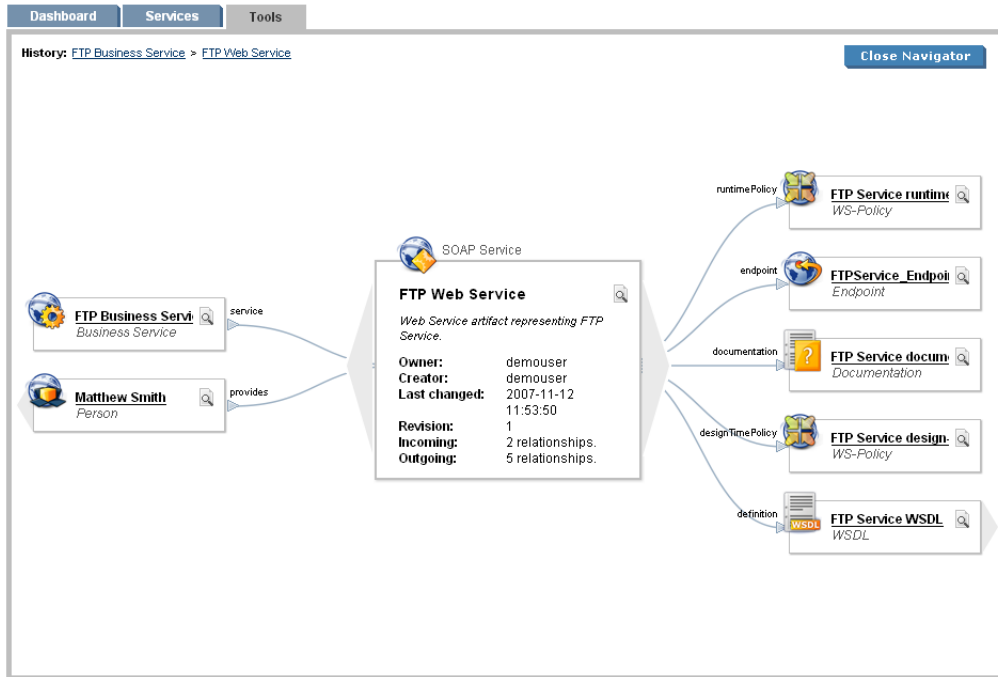 Dashboard Services Tools
History: FTP Business Service > FTP Web Service
Close Navigator
FTP Business Servi
Business Service
service
Matthew Smith
Person
provides
SOAP Service
FTP Web Service
Web Service artifact representing FTP
Service.
Owner: demouser
Creator: demouser
Last changed: 2007-11-12
11:53:50
Revision: 1
Incoming: 2 relationships.
Outgoing: 5 relationships.
runtimePolicy
FTP Service runtime
WS-Policy
endpoint
FTPService_Endpoi
Endpoint
documentation
FTP Service docum
Documentation
designTimePolicy
FTP Service design-
WS-Policy
definition
WSDL
FTP Service WSDL
WSDL